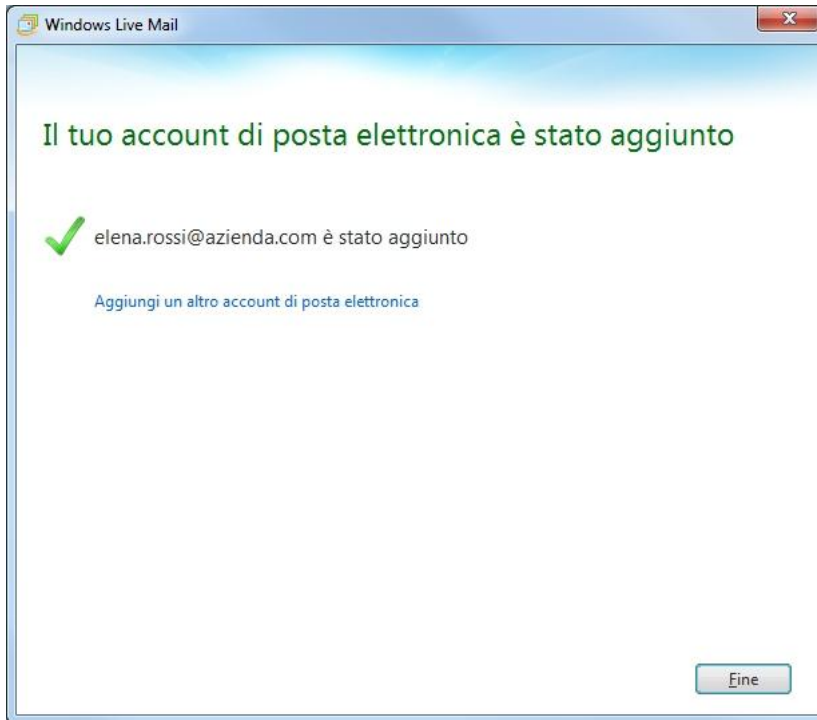 Windows Live Mail
Il tuo account di posta elettronica è stato aggiunto
elena.rossi@azienda.com è stato aggiunto
Aggiungi un altro account di posta elettronica
Fine